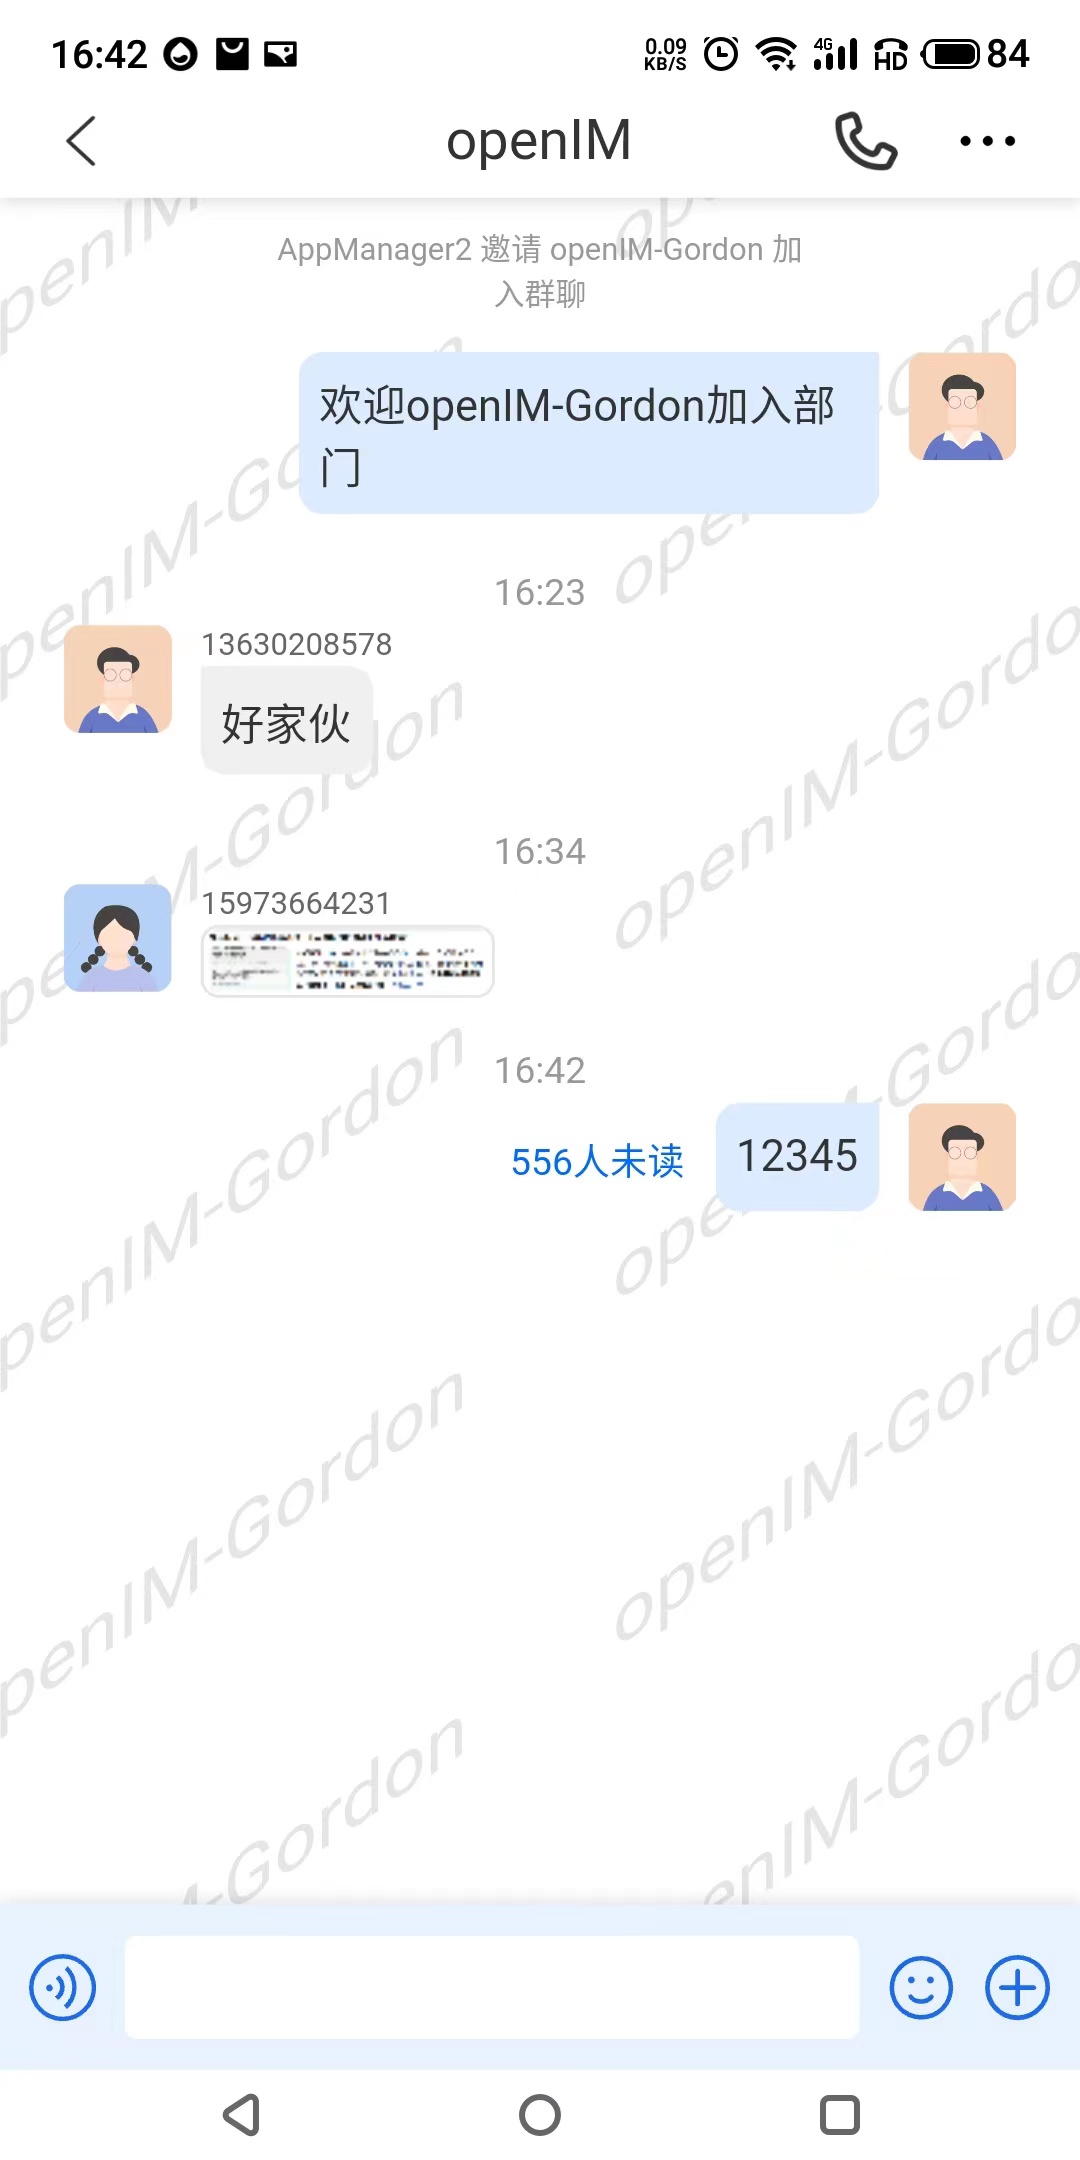 16:42
0.09
KB/S
4G
HD
84
openIM
AppManager2 邀请 openIM-Gordon 加
入群聊
欢迎openIM-Gordon加入部
门
16:23
13630208578
好家伙
16:34
15973664231
16:42
556人未读
12345
openIM-Gordon
openIM-Gordon
openIM-Gordon
openIM-Gordon
openIM-Gordon
openIM-Gordon